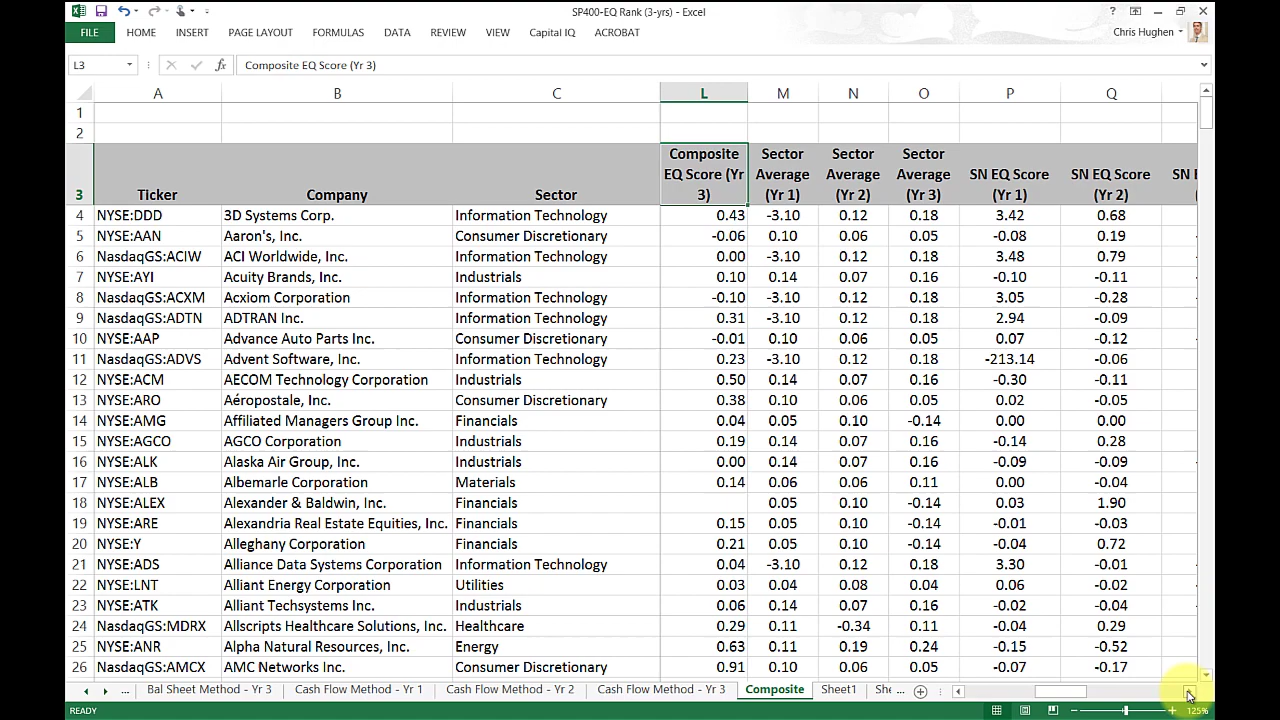 SP400-EQ Rank (3-yrs) - Excel
FILE HOME INSERT PAGE LAYOUT FORMULAS DATA REVIEW VIEW Capital IQ ACROBAT Chris Hughen
L3 fx Composite EQ Score (Yr 3)
A B C L M N O P Q
1
2
Composite Sector Sector Sector
EQ Score (Yr Average Average Average SN EQ Score SN EQ Score SN E
3 Ticker Company Sector 3) (Yr 1) (Yr 2) (Yr 3) (Yr 1) (Yr 2)
4 NYSE:DDD 3D Systems Corp. Information Technology 0.43 -3.10 0.12 0.18 3.42 0.68
5 NYSE:AAN Aaron's, Inc. Consumer Discretionary -0.06 0.10 0.06 0.05 -0.08 0.19
6 NasdaqGS:ACIW ACI Worldwide, Inc. Information Technology 0.00 -3.10 0.12 0.18 3.48 0.79
7 NYSE:AYI Acuity Brands, Inc. Industrials 0.10 0.14 0.07 0.16 -0.10 -0.11
8 NasdaqGS:ACXM Acxiom Corporation Information Technology -0.10 -3.10 0.12 0.18 3.05 -0.28
9 NasdaqGS:ADTN ADTRAN Inc. Information Technology 0.31 -3.10 0.12 0.18 2.94 -0.09
10 NYSE:AAP Advance Auto Parts Inc. Consumer Discretionary -0.01 0.10 0.06 0.05 0.07 -0.12
11 NasdaqGS:ADVS Advent Software, Inc. Information Technology 0.23 -3.10 0.12 0.18 -213.14 -0.06
12 NYSE:ACM AECOM Technology Corporation Industrials 0.50 0.14 0.07 0.16 -0.30 -0.11
13 NYSE:ARO Aéropostale, Inc. Consumer Discretionary 0.38 0.10 0.06 0.05 0.02 -0.05
14 NYSE:AMG Affiliated Managers Group Inc. Financials 0.04 0.05 0.10 -0.14 0.00 0.00
15 NYSE:AGCO AGCO Corporation Industrials 0.19 0.14 0.07 0.16 -0.14 0.28
16 NYSE:ALK Alaska Air Group, Inc. Industrials 0.00 0.14 0.07 0.16 -0.09 -0.09
17 NYSE:ALB Albemarle Corporation Materials 0.14 0.06 0.06 0.11 0.00 -0.04
18 NYSE:ALEX Alexander & Baldwin, Inc. Financials 0.05 0.10 -0.14 0.03 1.90
19 NYSE:ARE Alexandria Real Estate Equities, Inc. Financials 0.15 0.05 0.10 -0.14 -0.01 -0.03
20 NYSE:Y Alleghany Corporation Financials 0.21 0.05 0.10 -0.14 -0.04 0.72
21 NYSE:ADS Alliance Data Systems Corporation Information Technology 0.04 -3.10 0.12 0.18 3.30 -0.01
22 NYSE:LNT Alliant Energy Corporation Utilities 0.03 0.04 0.08 0.04 0.06 -0.02
23 NYSE:ATK Alliant Techsystems Inc. Industrials 0.06 0.14 0.07 0.16 -0.02 -0.04
24 NasdaqGS:MDRX Allscripts Healthcare Solutions, Inc. Healthcare 0.29 0.11 -0.34 0.11 -0.04 0.29
25 NYSE:ANR Alpha Natural Resources, Inc. Energy 0.63 0.11 0.19 0.24 -0.15 -0.52
26 NasdaqGS:AMCX AMC Networks Inc. Consumer Discretionary 0.91 0.10 0.06 0.05 -0.07 -0.17
... Bal Sheet Method - Yr 3 Cash Flow Method - Yr 1 Cash Flow Method - Yr 2 Cash Flow Method - Yr 3 Composite Sheet1 She ...
READY 125%